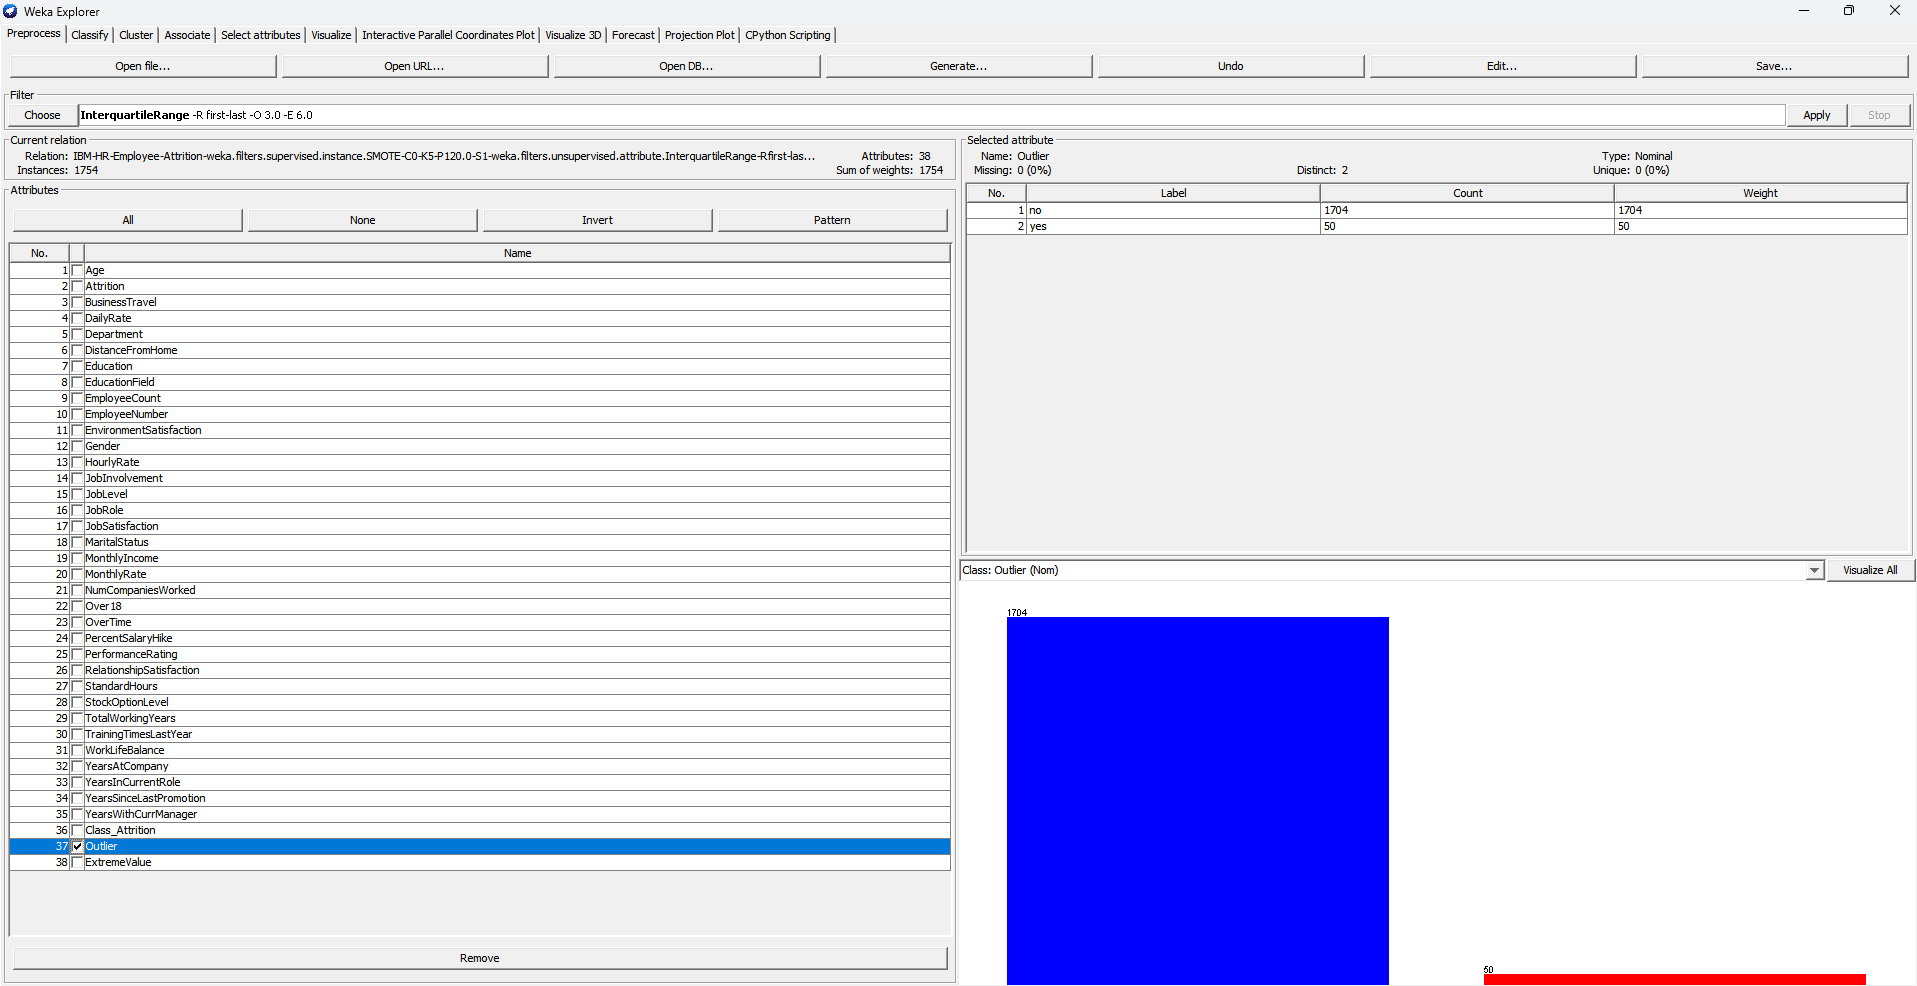 Weka Explorer
Preprocess Classify Cluster Associate Select attributes Visualize Interactive Parallel Coordinates Plot Visualize 3D Forecast Projection Plot CPython Scripting
Open file... Open URL... Open DB... Generate... Undo Edit... Save...
Filter
Choose InterquartileRange -R first-last -O 3.0 -E 6.0 Apply Stop
Current relation
Relation: IBM-HR-Employee-Attrition-weka.filters.supervised.instance.SMOTE-C0-K5-P120.0-S1-weka.filters.unsupervised.attribute.InterquartileRange-Rfirst-las... Attributes: 38
Instances: 1754 Sum of weights: 1754
Attributes
All None Invert Pattern
No. Name
1 Age
2 Attrition
3 BusinessTravel
4 DailyRate
5 Department
6 DistanceFromHome
7 Education
8 EducationField
9 EmployeeCount
10 EmployeeNumber
11 EnvironmentSatisfaction
12 Gender
13 HourlyRate
14 JobInvolvement
15 JobLevel
16 JobRole
17 JobSatisfaction
18 MaritalStatus
19 MonthlyIncome
20 MonthlyRate
21 NumCompaniesWorked
22 Over18
23 OverTime
24 PercentSalaryHike
25 PerformanceRating
26 RelationshipSatisfaction
27 StandardHours
28 StockOptionLevel
29 TotalWorkingYears
30 TrainingTimesLastYear
31 WorkLifeBalance
32 YearsAtCompany
33 YearsInCurrentRole
34 YearsSinceLastPromotion
35 YearsWithCurrManager
36 Class_Attrition
37 Outlier
38 ExtremeValue
Remove
Selected attribute
Name: Outlier Type: Nominal
Missing: 0 (0%) Distinct: 2 Unique: 0 (0%)
No. Label Count Weight
1 no 1704 1704
2 yes 50 50
Class: Outlier (Nom) Visualize All
1704
50